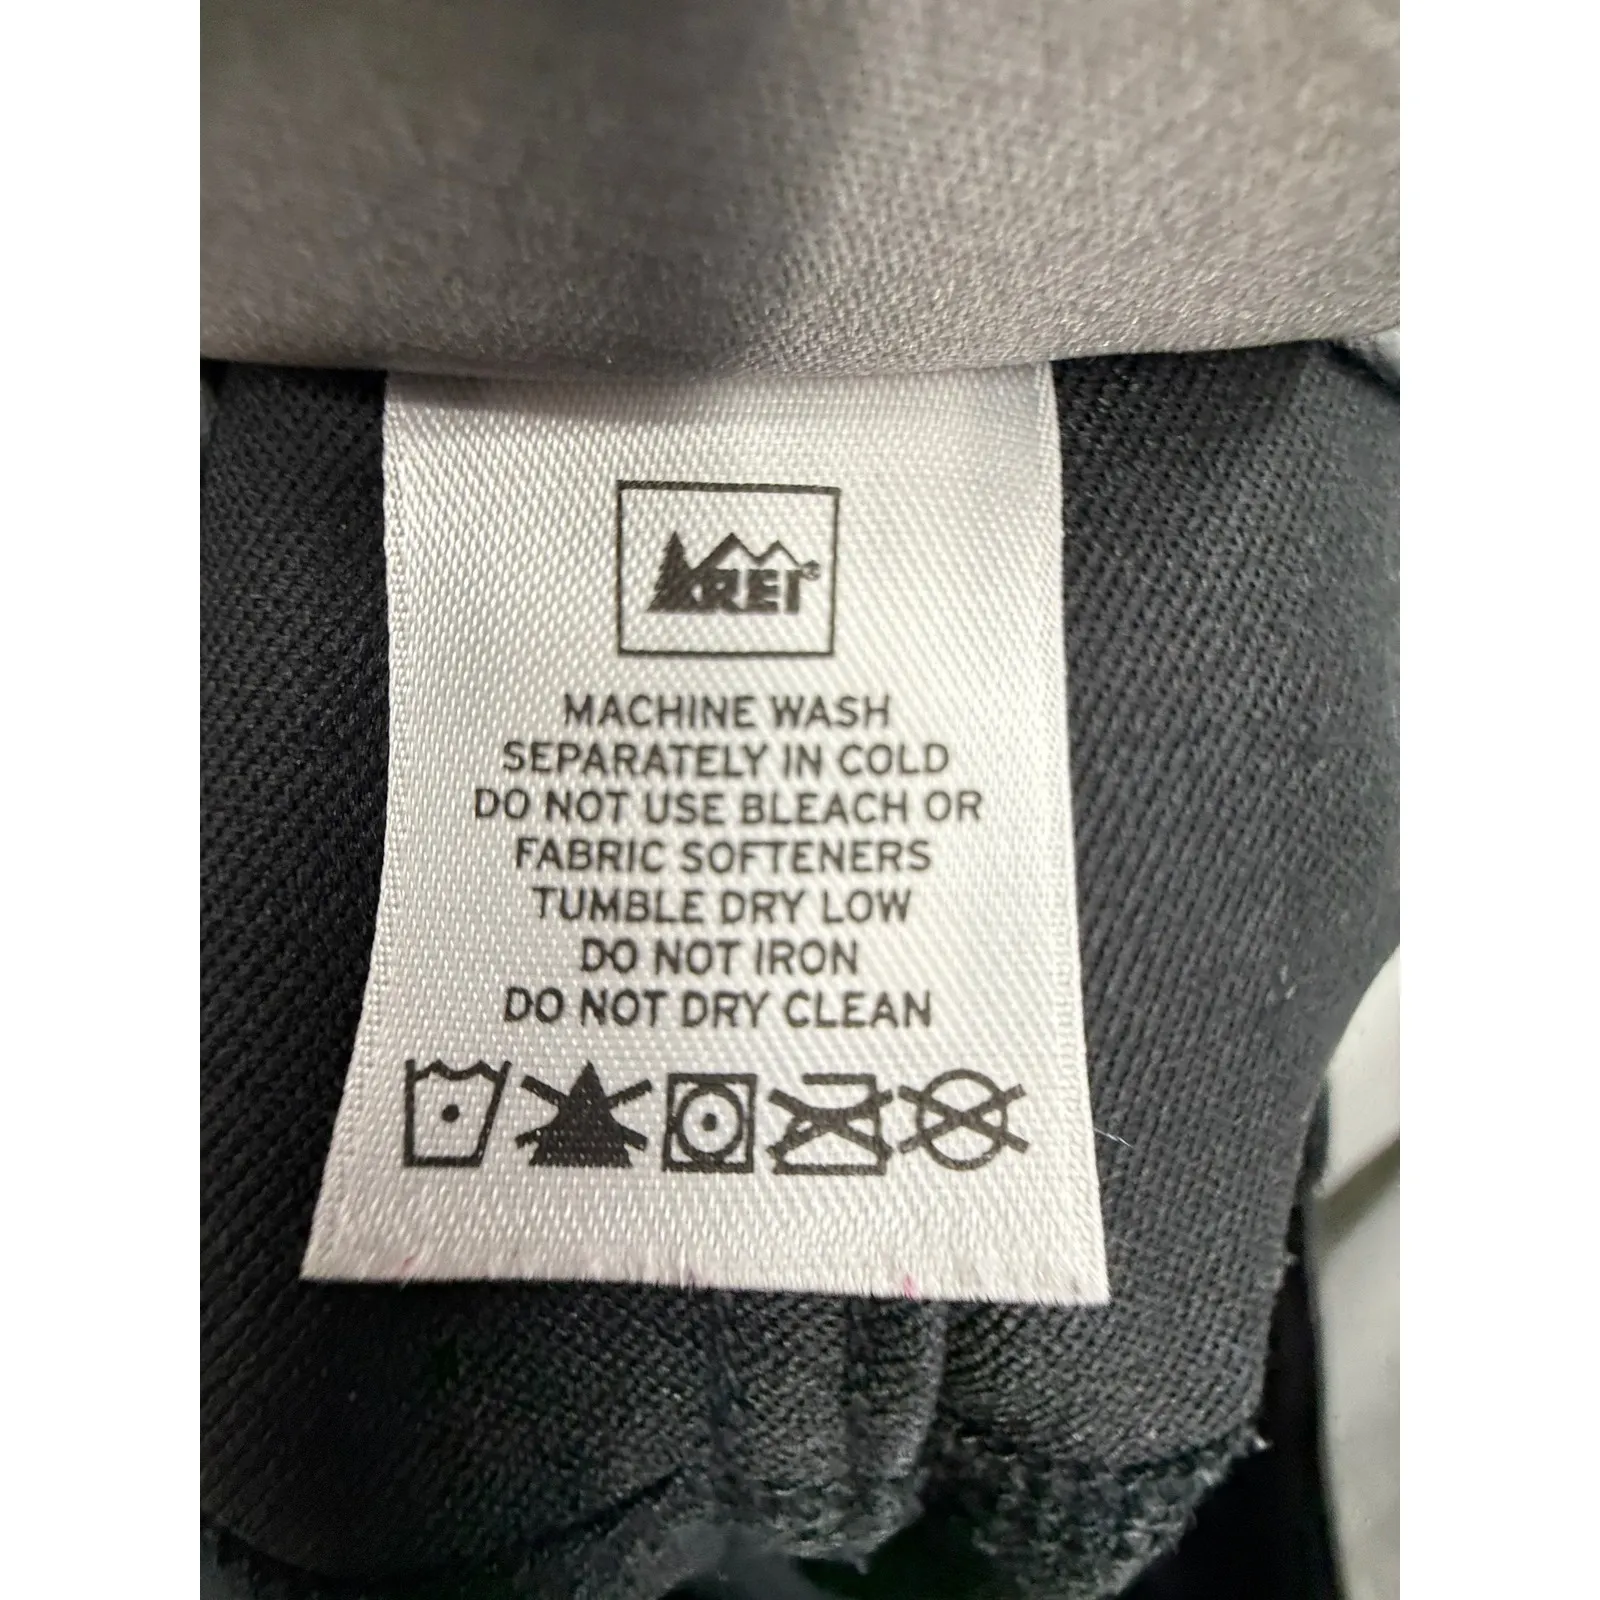 REI®
MACHINE WASH
SEPARATELY IN COLD
DO NOT USE BLEACH OR
FABRIC SOFTENERS
TUMBLE DRY LOW
DO NOT IRON
DO NOT DRY CLEAN